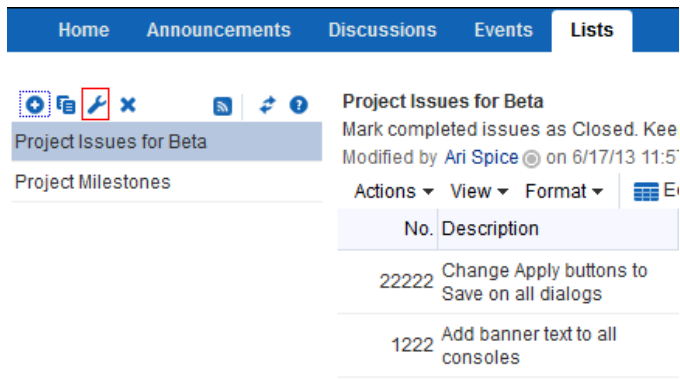 Home Announcements Discussions Events Lists
Project Issues for Beta
Project Milestones
Project Issues for Beta
Mark completed issues as Closed. Kee
Modified by Ari Spice on 6/17/13 11:5
Actions View Format
No. Description
22222 Change Apply buttons to
Save on all dialogs
1222 Add banner text to all
consoles